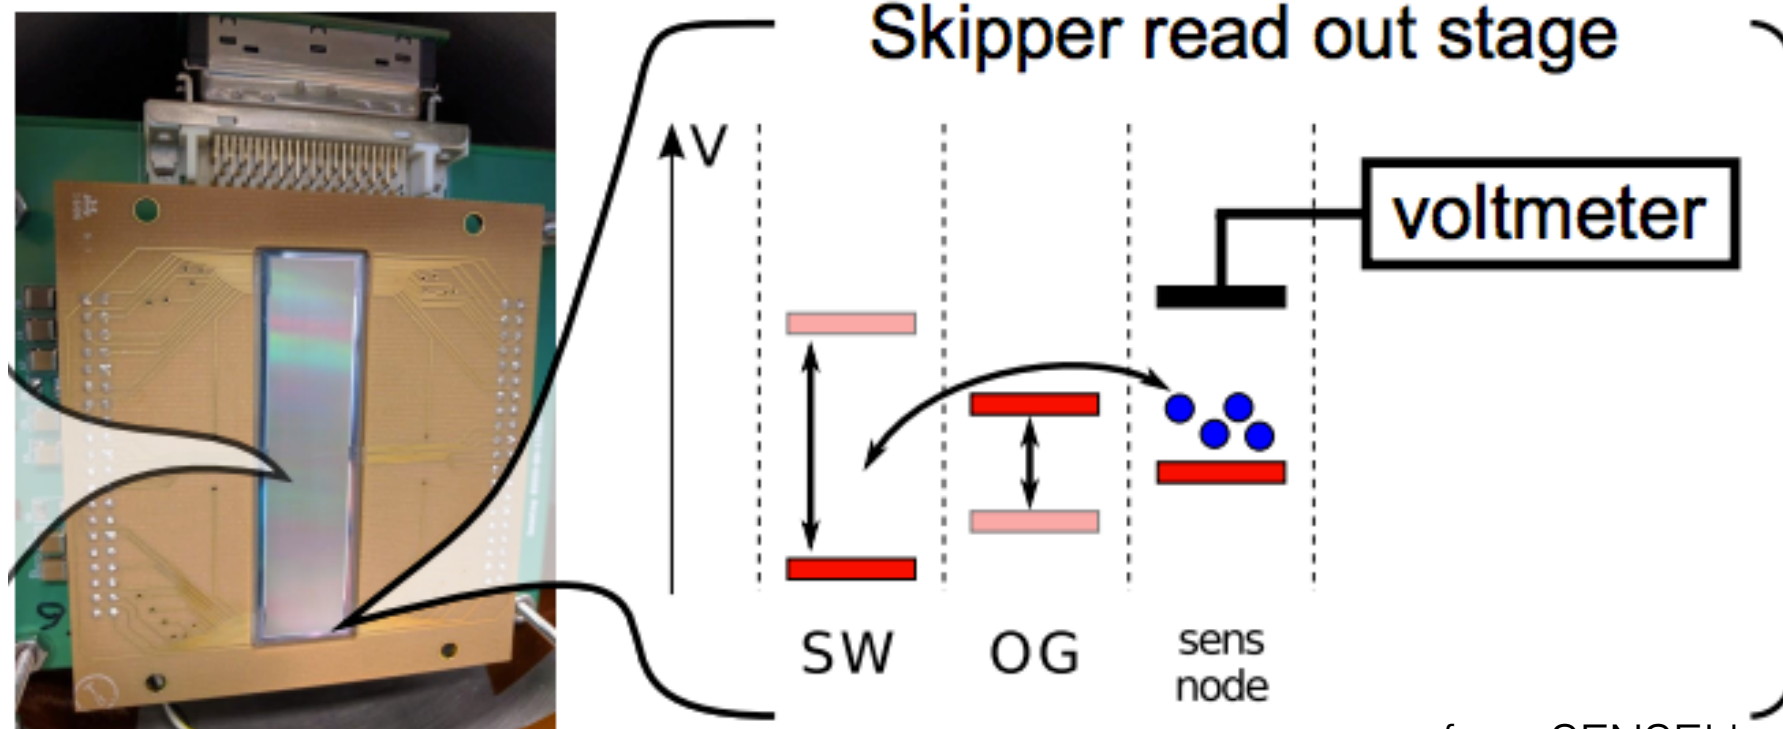 Skipper read out stage
V
voltmeter
SW
OG
sens
node